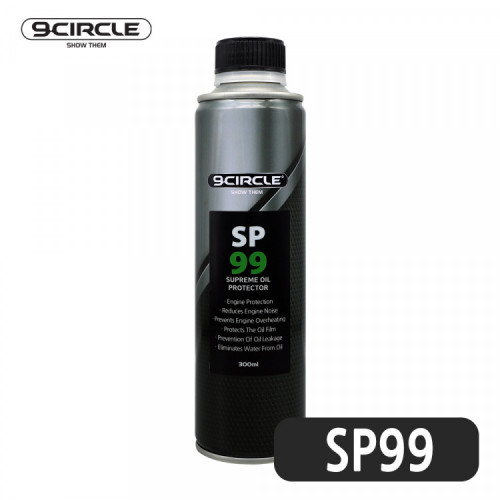 9CIRCLE®
SHOW THEM
9CIRCLE®
SHOW THEM
SP
99
SUPREME OIL
PROTECTOR
· Engine Protection
· Reduces Engine Noise
· Prevents Engine Overheating
· Protects The Oil Film
· Prevention Of Oil Leakage
· Eliminates Water From Oil
300ml
SP99